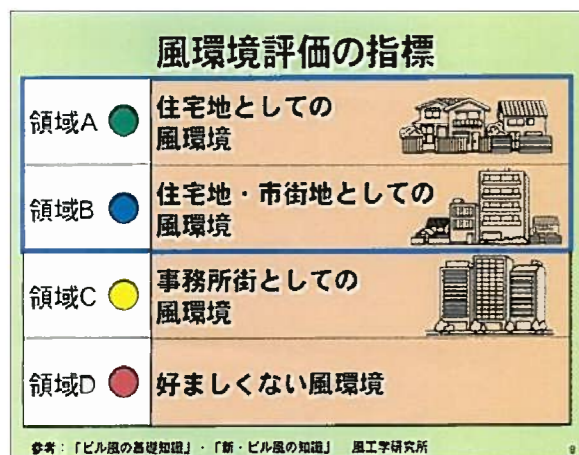 風環境評価の指標
領域A
住宅地としての
風環境
領域B
住宅地・市街地としての
風環境
領域C
事務所街としての
風環境
領域D
好ましくない風環境
参考：「ビル風の基礎知識」・「新・ビル風の知識」 風工学研究所
9